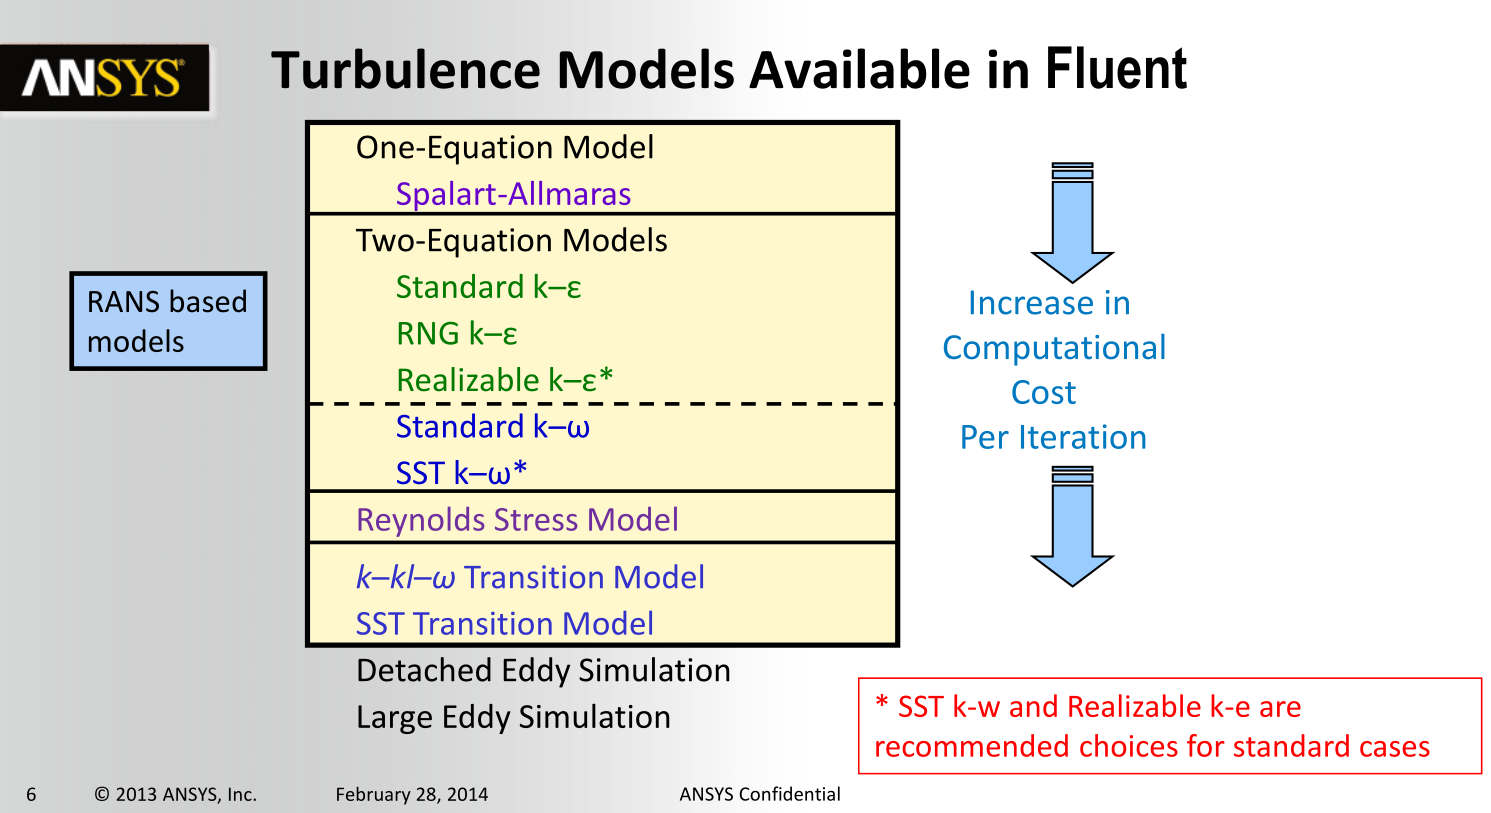 ANSYS®
Turbulence Models Available in Fluent
One-Equation Model
Spalart-Allmaras
Two-Equation Models
Standard k–ε
RNG k–ε
Realizable k–ε*
Standard k–ω
SST k–ω*
Reynolds Stress Model
k–kl–ω Transition Model
SST Transition Model
Detached Eddy Simulation
Large Eddy Simulation
RANS based
models
Increase in
Computational
Cost
Per Iteration
* SST k-w and Realizable k-e are
recommended choices for standard cases
6 © 2013 ANSYS, Inc. February 28, 2014 ANSYS Confidential